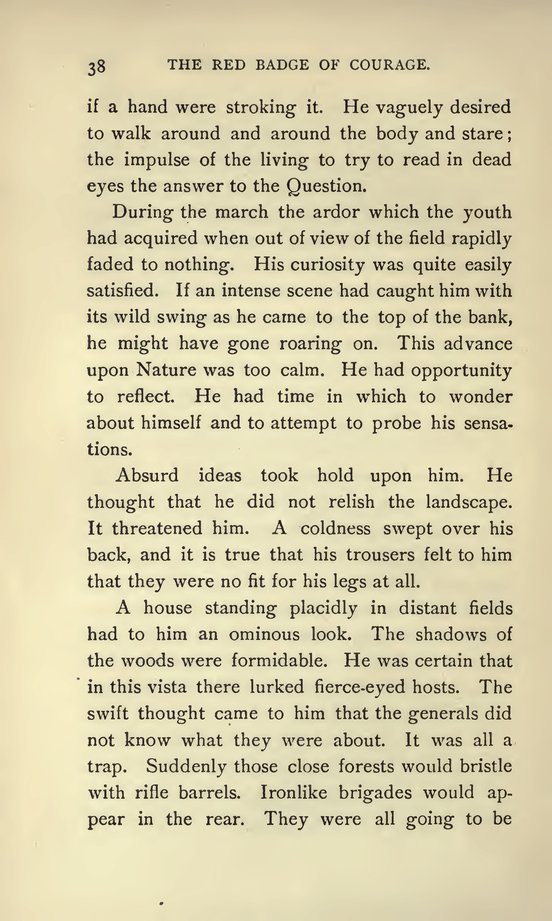 38 THE RED BADGE OF COURAGE.
if a hand were stroking it. He vaguely desired
to walk around and around the body and stare;
the impulse of the living to try to read in dead
eyes the answer to the Question.
During the march the ardor which the youth
had acquired when out of view of the field rapidly
faded to nothing. His curiosity was quite easily
satisfied. If an intense scene had caught him with
its wild swing as he came to the top of the bank,
he might have gone roaring on. This advance
upon Nature was too calm. He had opportunity
to reflect. He had time in which to wonder
about himself and to attempt to probe his sensa-
tions.
Absurd ideas took hold upon him. He
thought that he did not relish the landscape.
It threatened him. A coldness swept over his
back, and it is true that his trousers felt to him
that they were no fit for his legs at all.
A house standing placidly in distant fields
had to him an ominous look. The shadows of
the woods were formidable. He was certain that
in this vista there lurked fierce-eyed hosts. The
swift thought came to him that the generals did
not know what they were about. It was all a
trap. Suddenly those close forests would bristle
with rifle barrels. Ironlike brigades would ap-
pear in the rear. They were all going to be